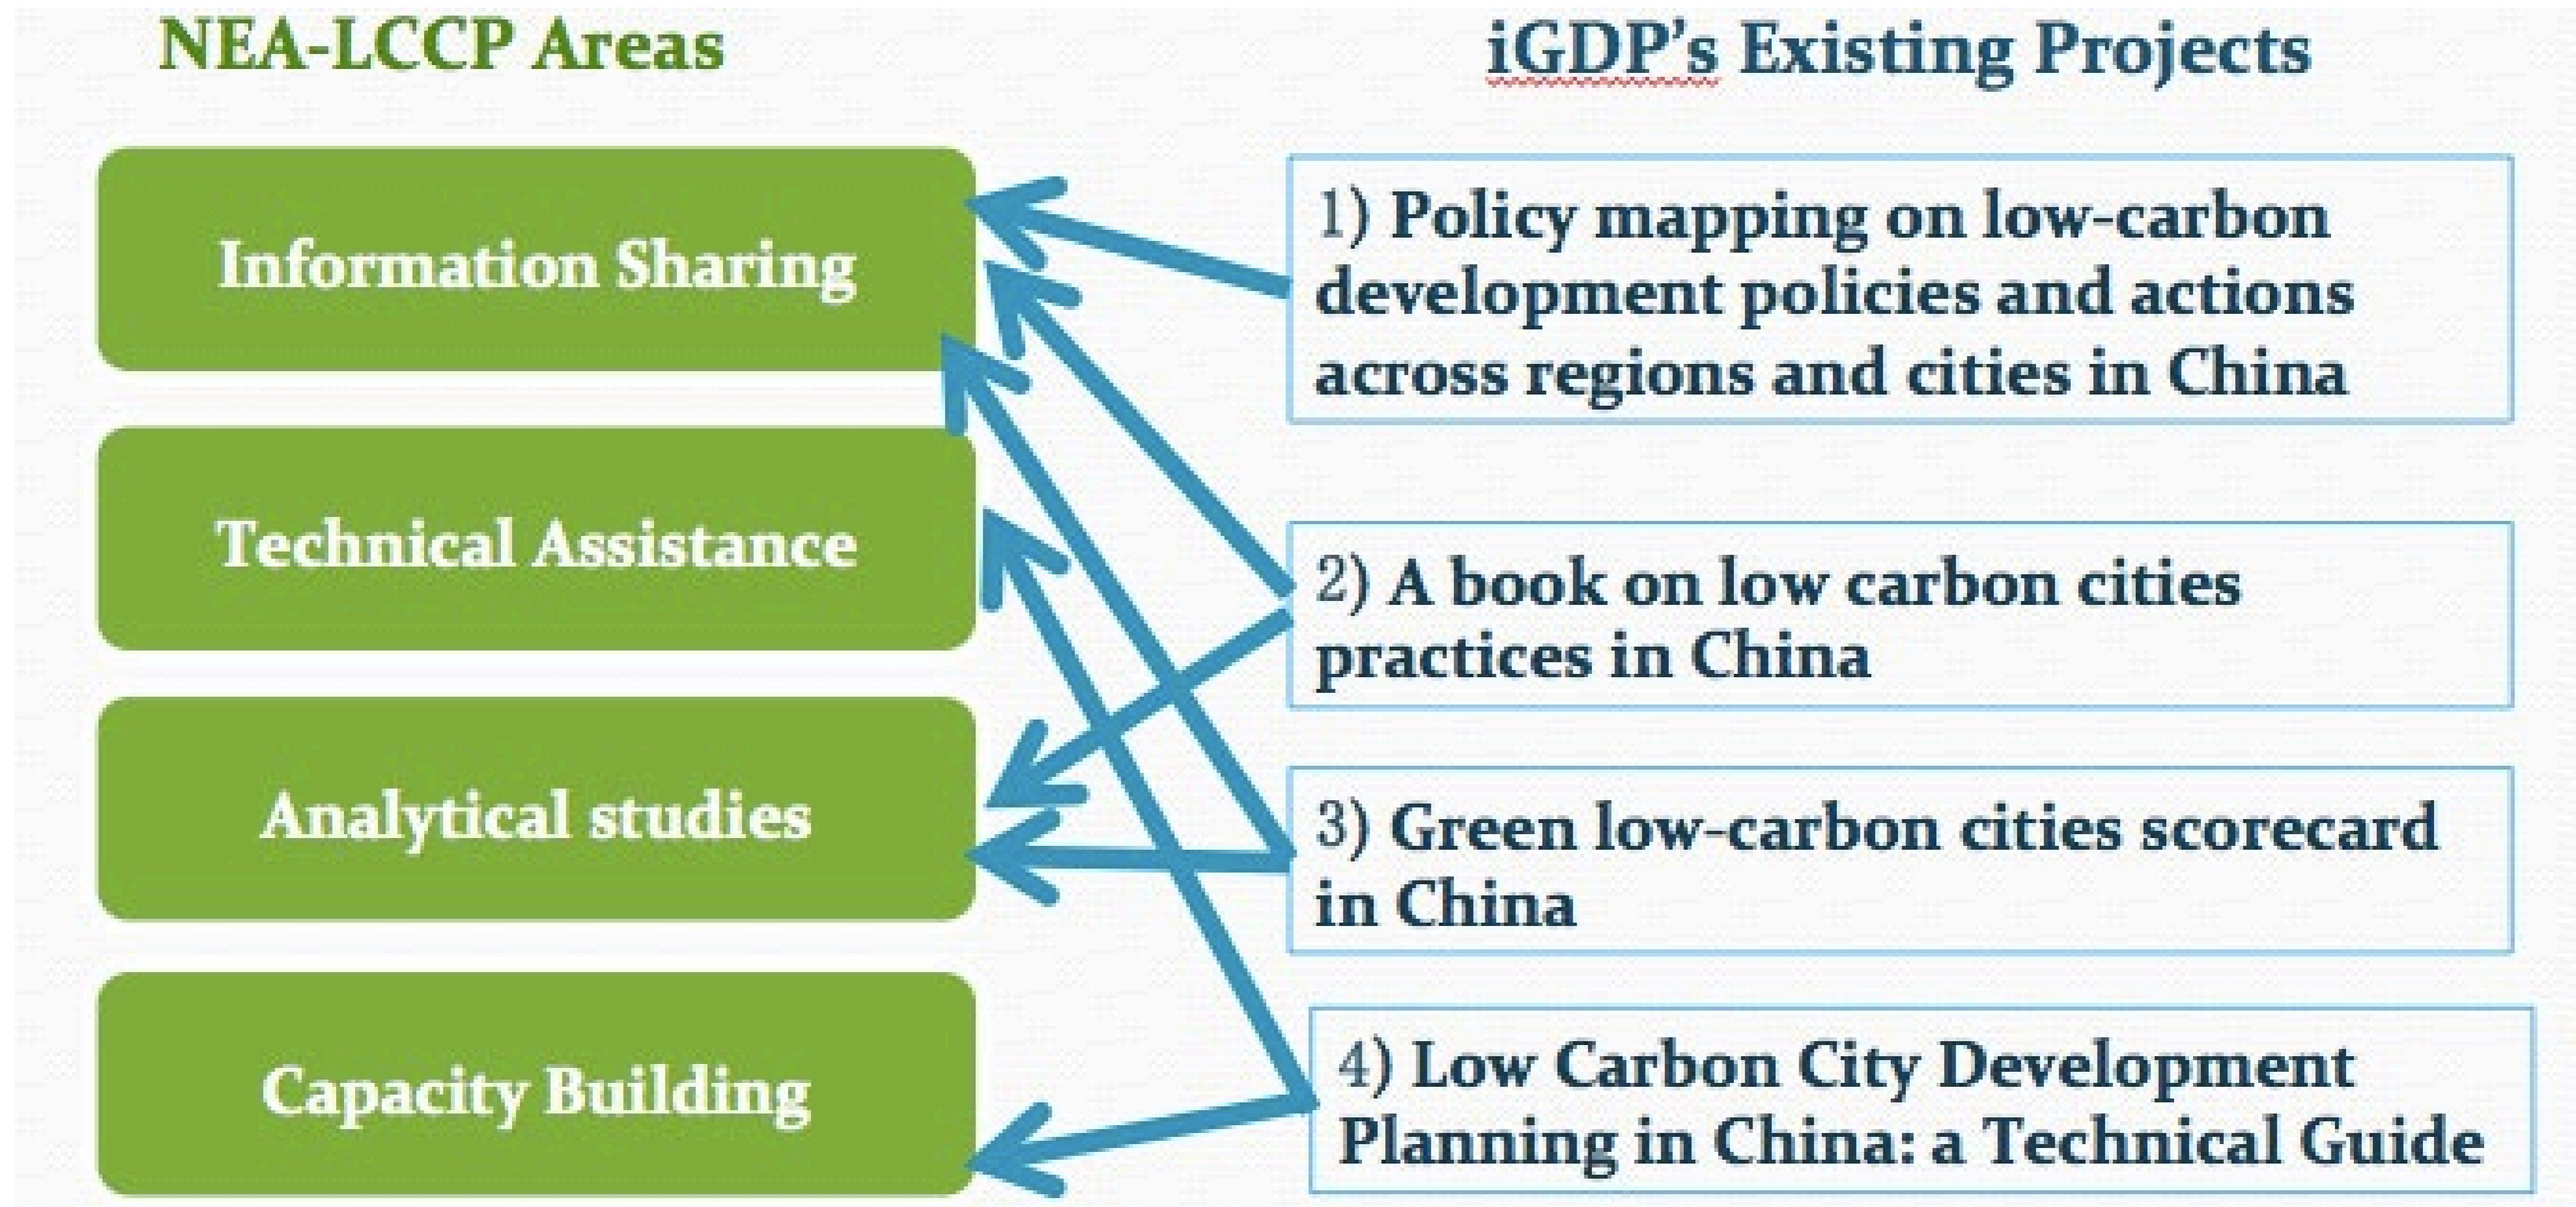 NEA-LCCP Areas
iGDP's Existing Projects
Information Sharing
Technical Assistance
Analytical studies
Capacity Building
1) Policy mapping on low-carbon
development policies and actions
across regions and cities in China
2) A book on low carbon cities
practices in China
3) Green low-carbon cities scorecard
in China
4) Low Carbon City Development
Planning in China: a Technical Guide